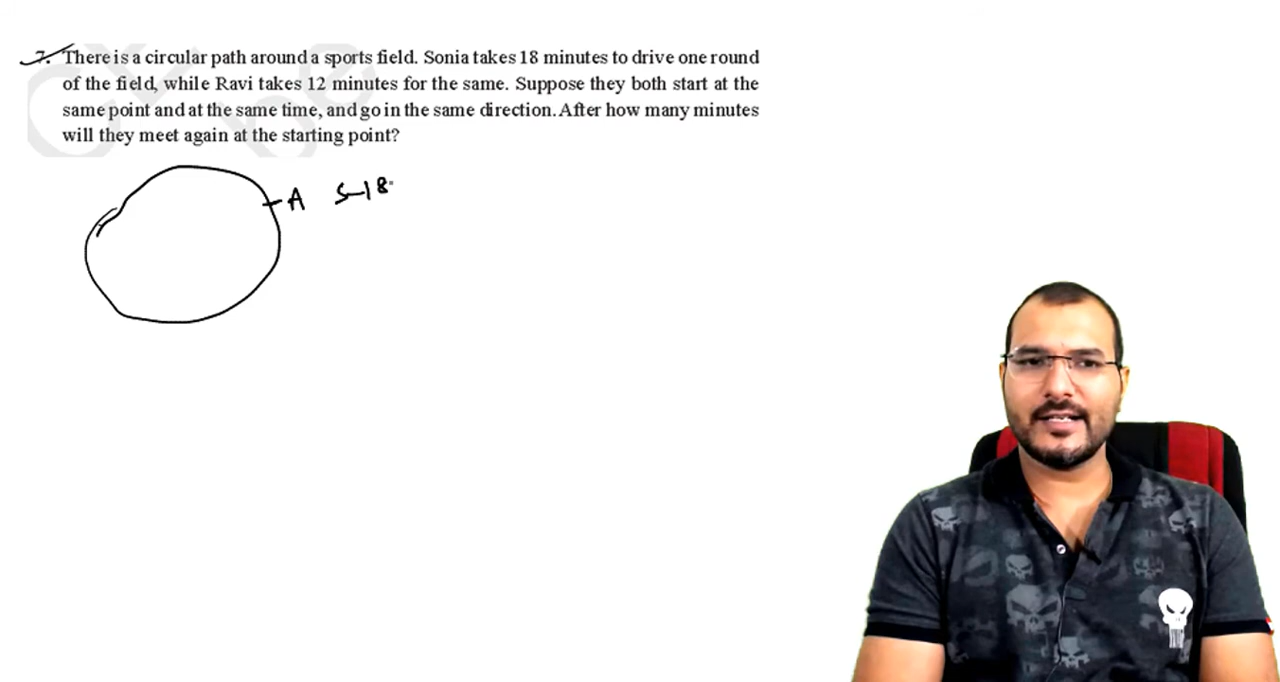 7. There is a circular path around a sports field. Sonia takes 18 minutes to drive one round
of the field, while Ravi takes 12 minutes for the same. Suppose they both start at the
same point and at the same time, and go in the same direction. After how many minutes
will they meet again at the starting point?
A S-18